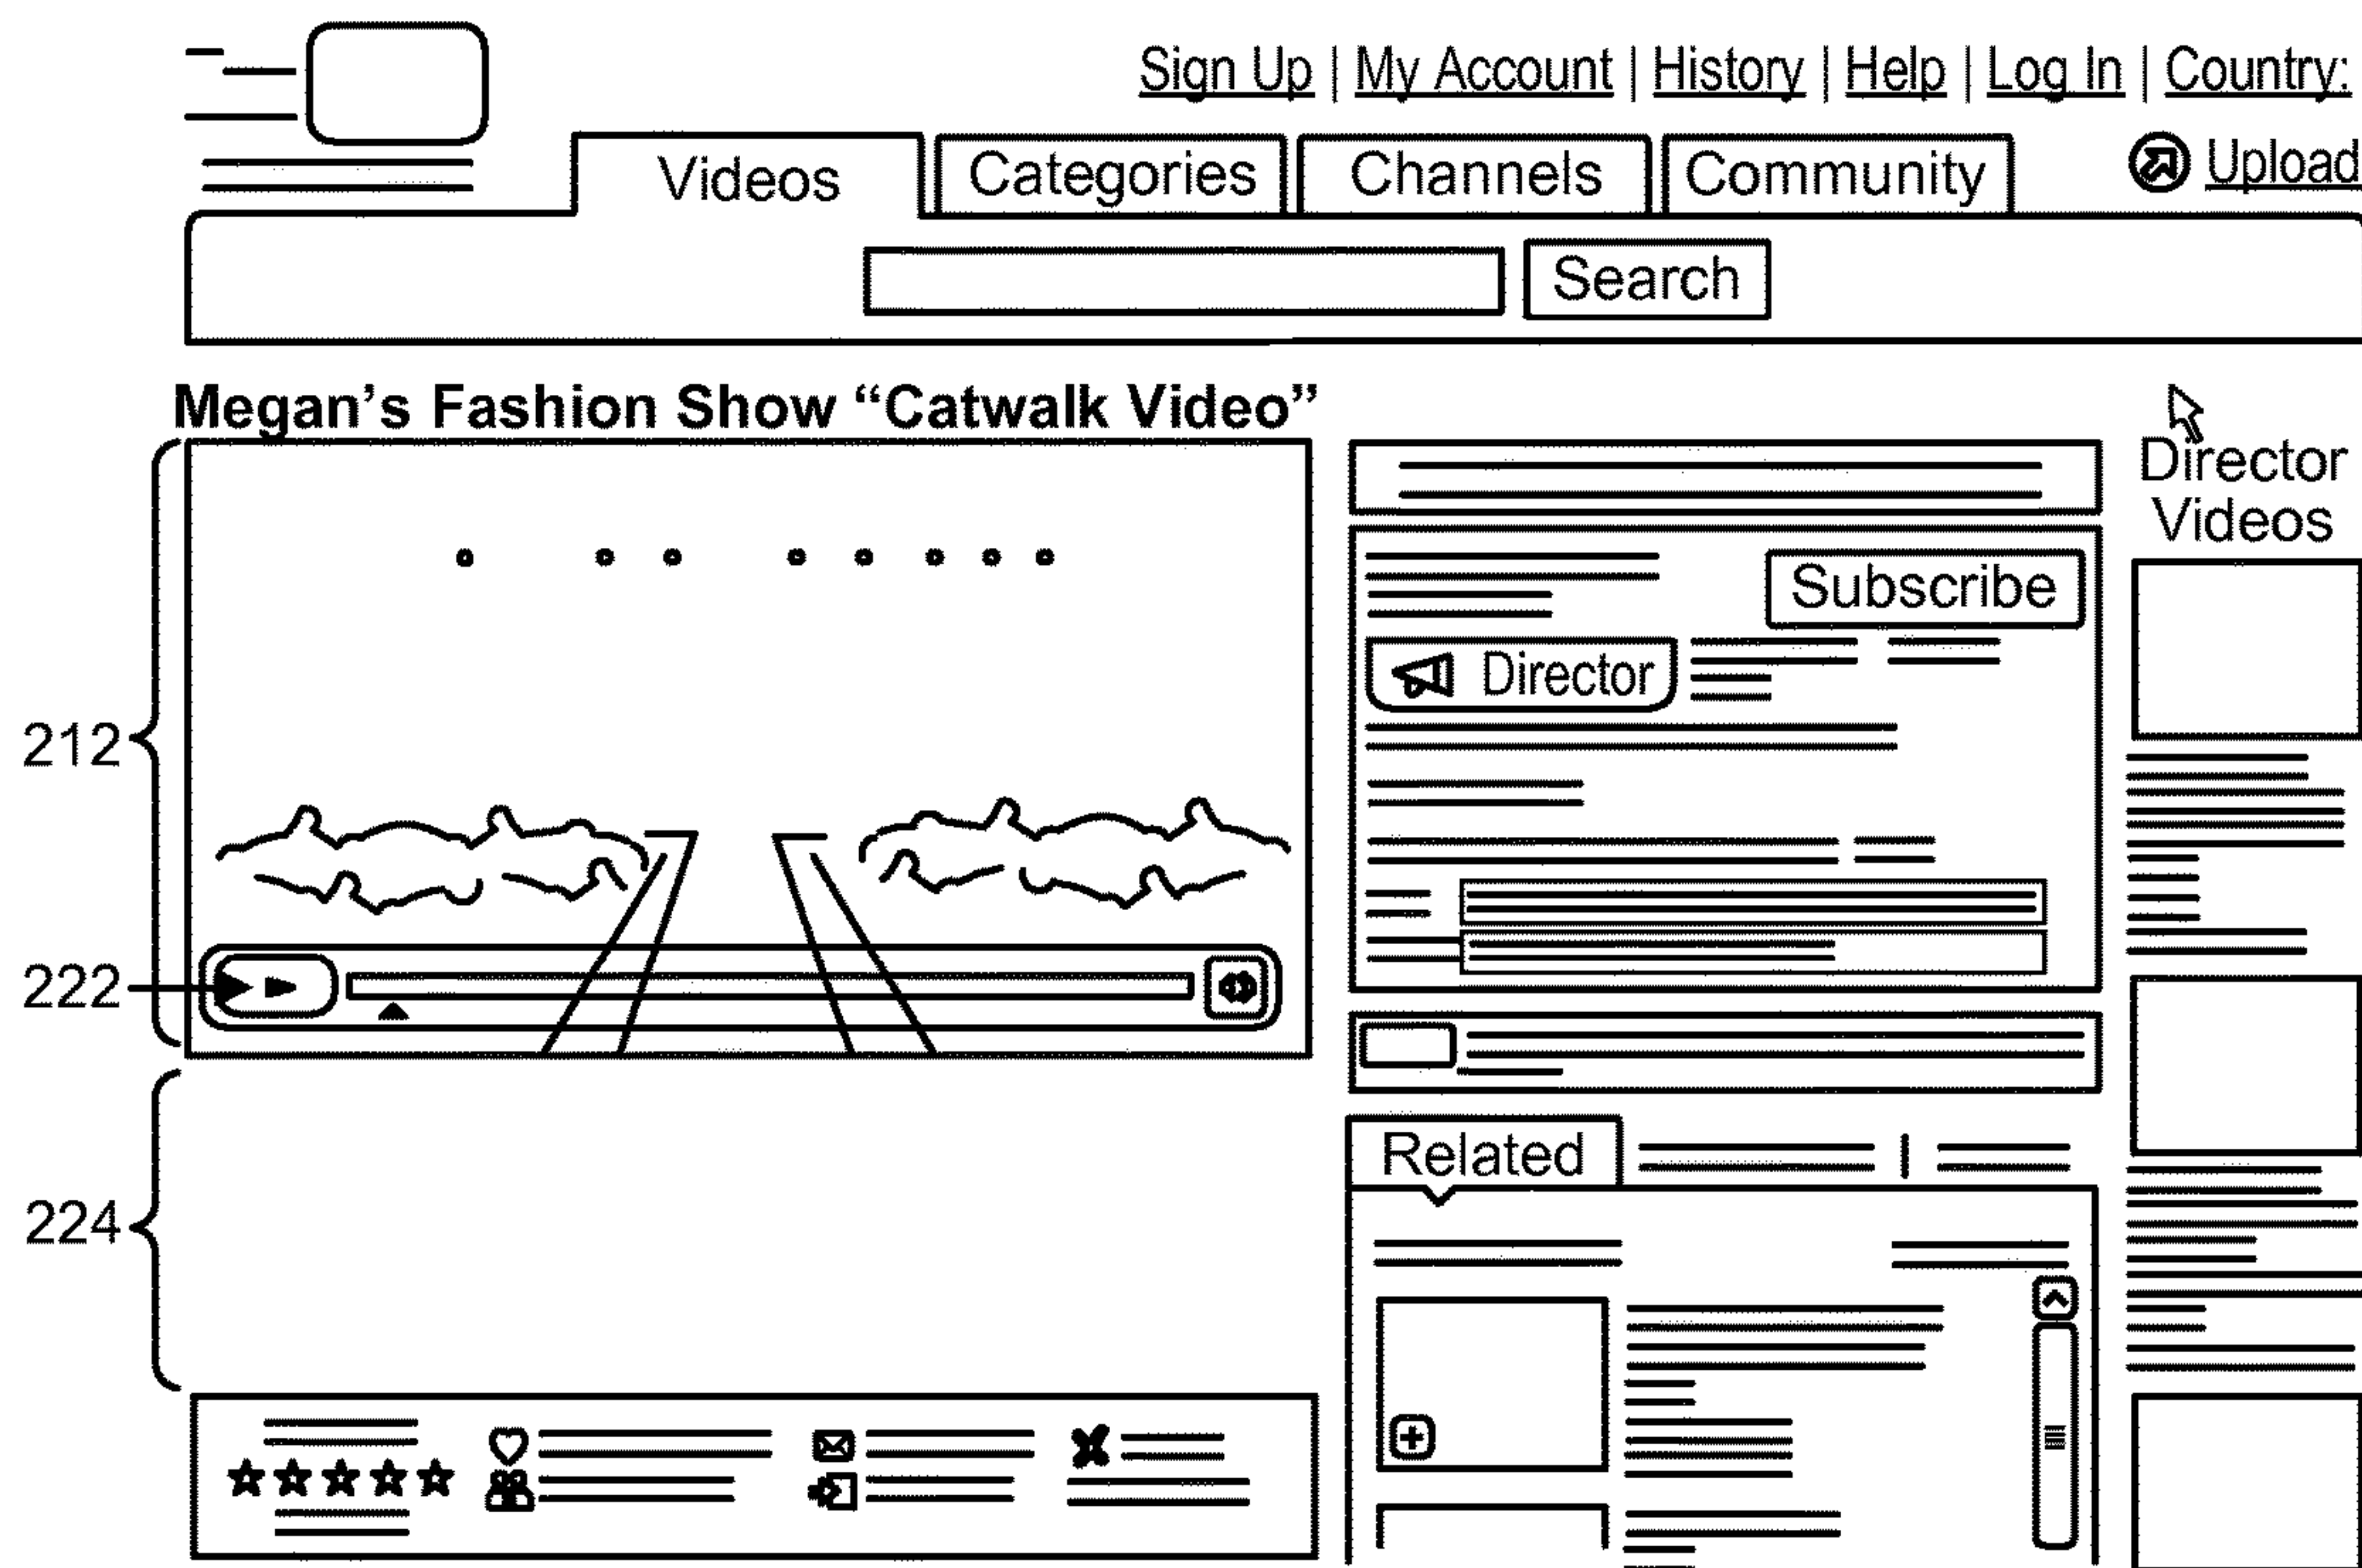 Sign Up | My Account | History | Help | Log In | Country:
Videos
Categories
Channels
Community
Upload
Search
Megan's Fashion Show “Catwalk Video”
Director
Videos
Subscribe
Director
212
222
Related
224